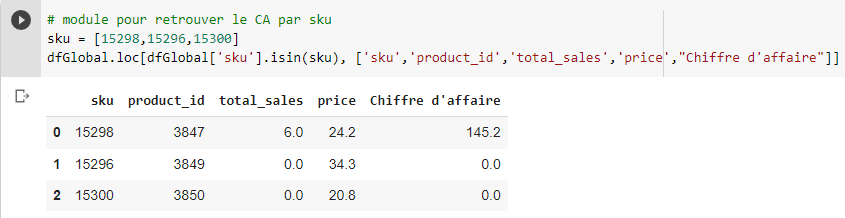 # module pour retrouver le CA par sku
sku = [15298,15296,15300]
dfGlobal.loc[dfGlobal['sku'].isin(sku), ['sku','product_id','total_sales','price',"Chiffre d'affaire"]]
sku product_id total_sales price Chiffre d'affaire
0 15298 3847 6.0 24.2 145.2
1 15296 3849 0.0 34.3 0.0
2 15300 3850 0.0 20.8 0.0